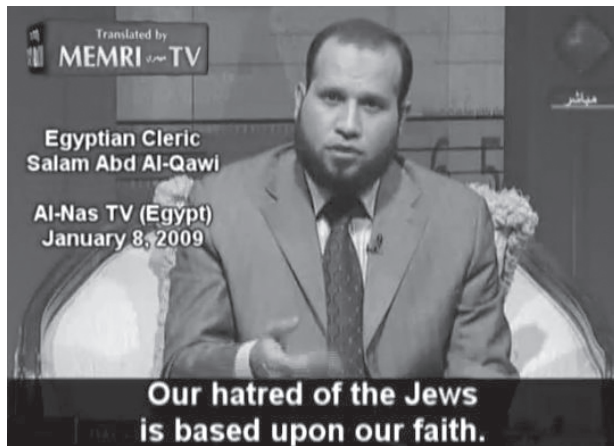 Translated by
MEMRI TV
Egyptian Cleric
Salam Abd Al-Qawi
Al-Nas TV (Egypt)
January 8, 2009
مباشر
Our hatred of the Jews
is based upon our faith.